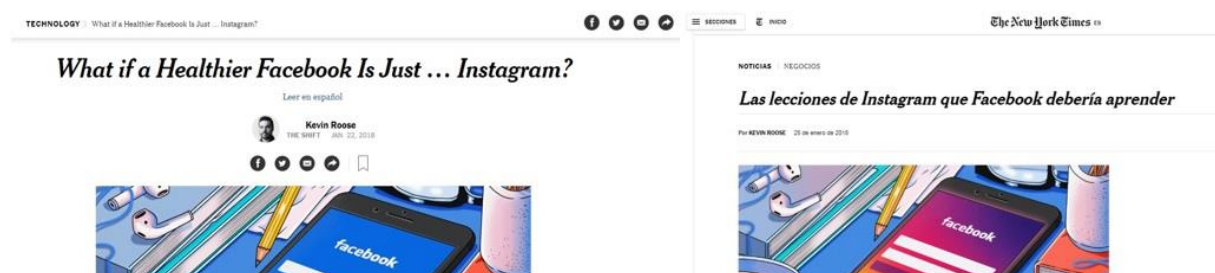 TECHNOLOGY | What if a Healthier Facebook Is Just … Instagram?
What if a Healthier Facebook Is Just … Instagram?
Leer en español
Kevin Roose
THE SHIFT JAN. 22, 2018
facebook
SECCIONES INICIO The New York Times ES
NOTICIAS | NEGOCIOS
Las lecciones de Instagram que Facebook debería aprender
Por KEVIN ROOSE 25 de enero de 2018
facebook